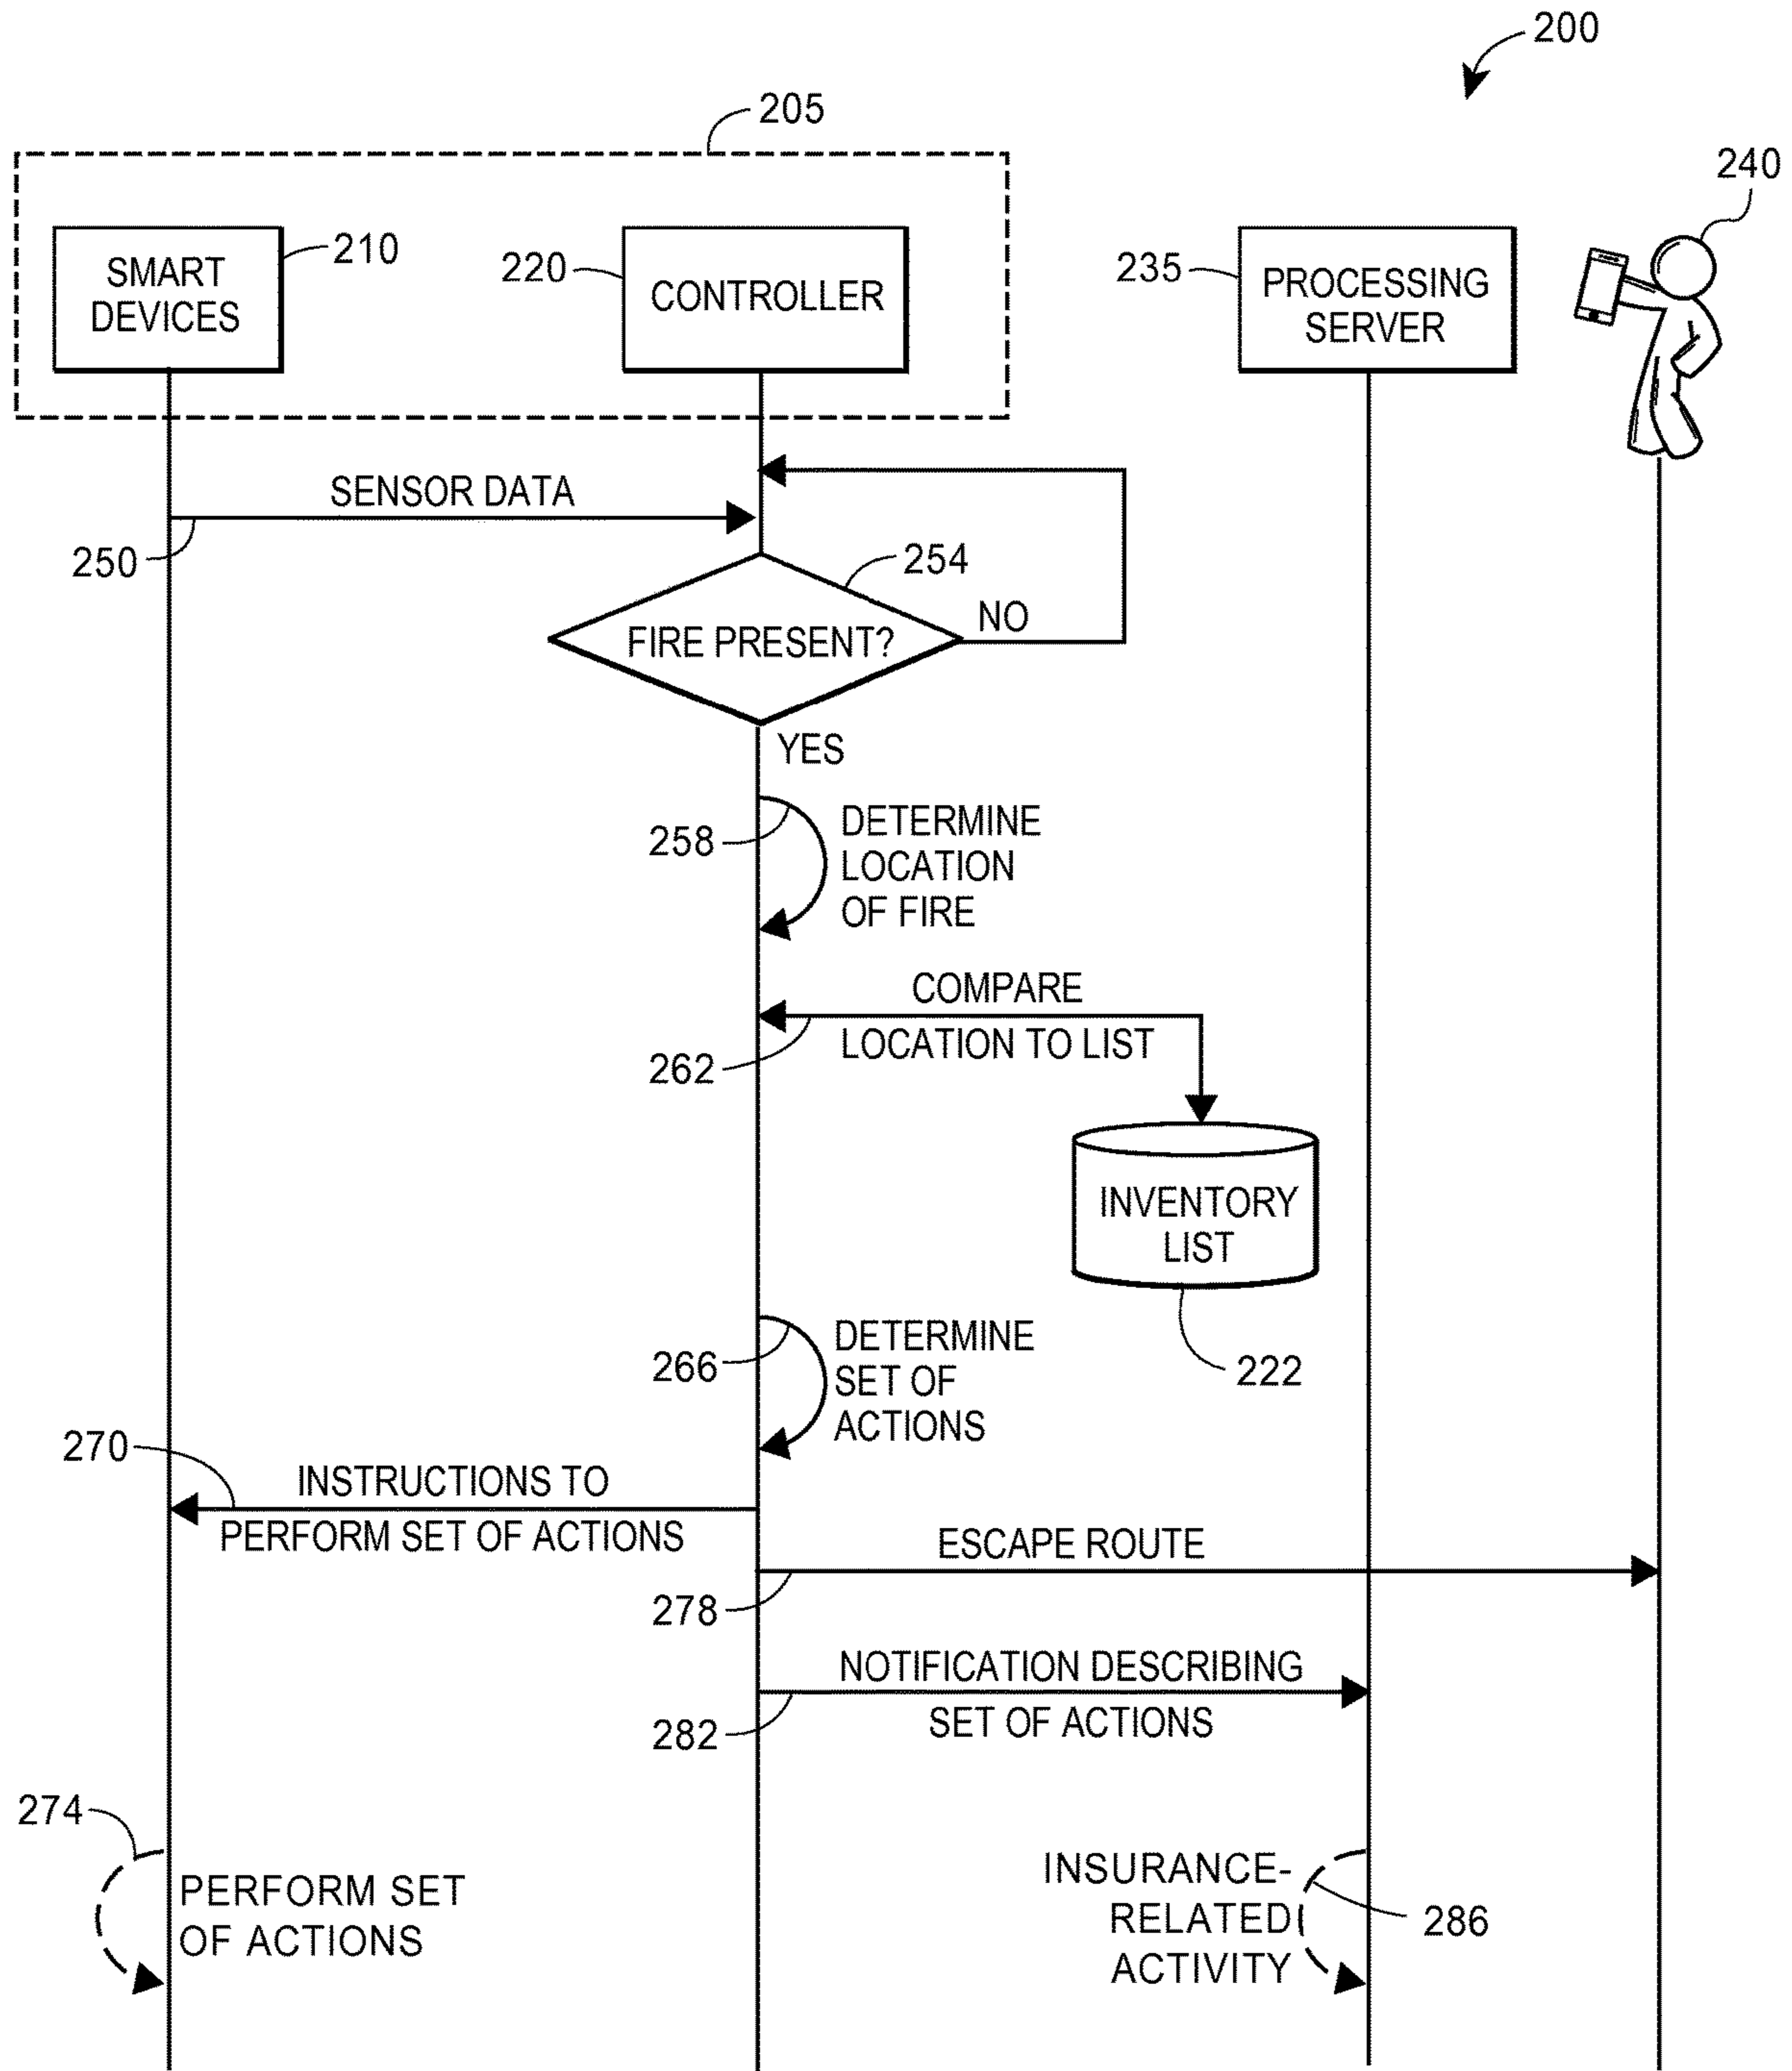 200
205
240
SMART
DEVICES
210
220
CONTROLLER
235
PROCESSING
SERVER
SENSOR DATA
250
254
FIRE PRESENT?
NO
YES
258
DETERMINE
LOCATION
OF FIRE
COMPARE
LOCATION TO LIST
262
INVENTORY
LIST
222
266
DETERMINE
SET OF
ACTIONS
270
INSTRUCTIONS TO
PERFORM SET OF ACTIONS
ESCAPE ROUTE
278
NOTIFICATION DESCRIBING
SET OF ACTIONS
282
274
PERFORM SET
OF ACTIONS
INSURANCE-
RELATED
ACTIVITY
286